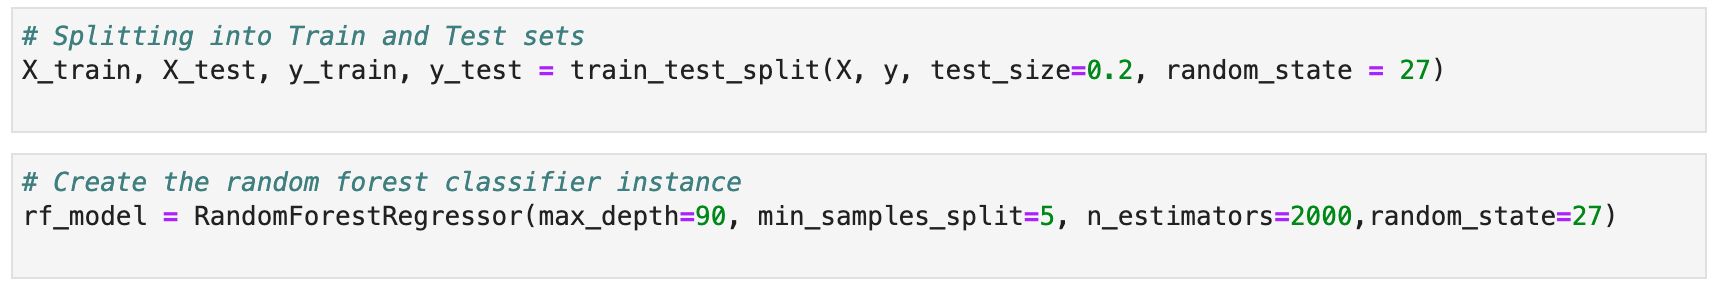 # Splitting into Train and Test sets
X_train, X_test, y_train, y_test = train_test_split(X, y, test_size=0.2, random_state = 27)
# Create the random forest classifier instance
rf_model = RandomForestRegressor(max_depth=90, min_samples_split=5, n_estimators=2000,random_state=27)